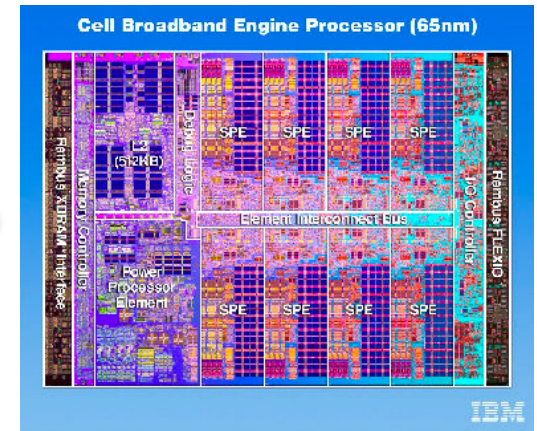 Cell Broadband Engine Processor (65nm)
Rambus XDRAM Interface
Memory Controller
L2
(512KB)
Debug Logic
SPE
SPE
SPE
SPE
Element Interconnect Bus
Power
Processor
Element
SPE
SPE
SPE
SPE
I/O Controller
Rambus FLEXIO
IBM